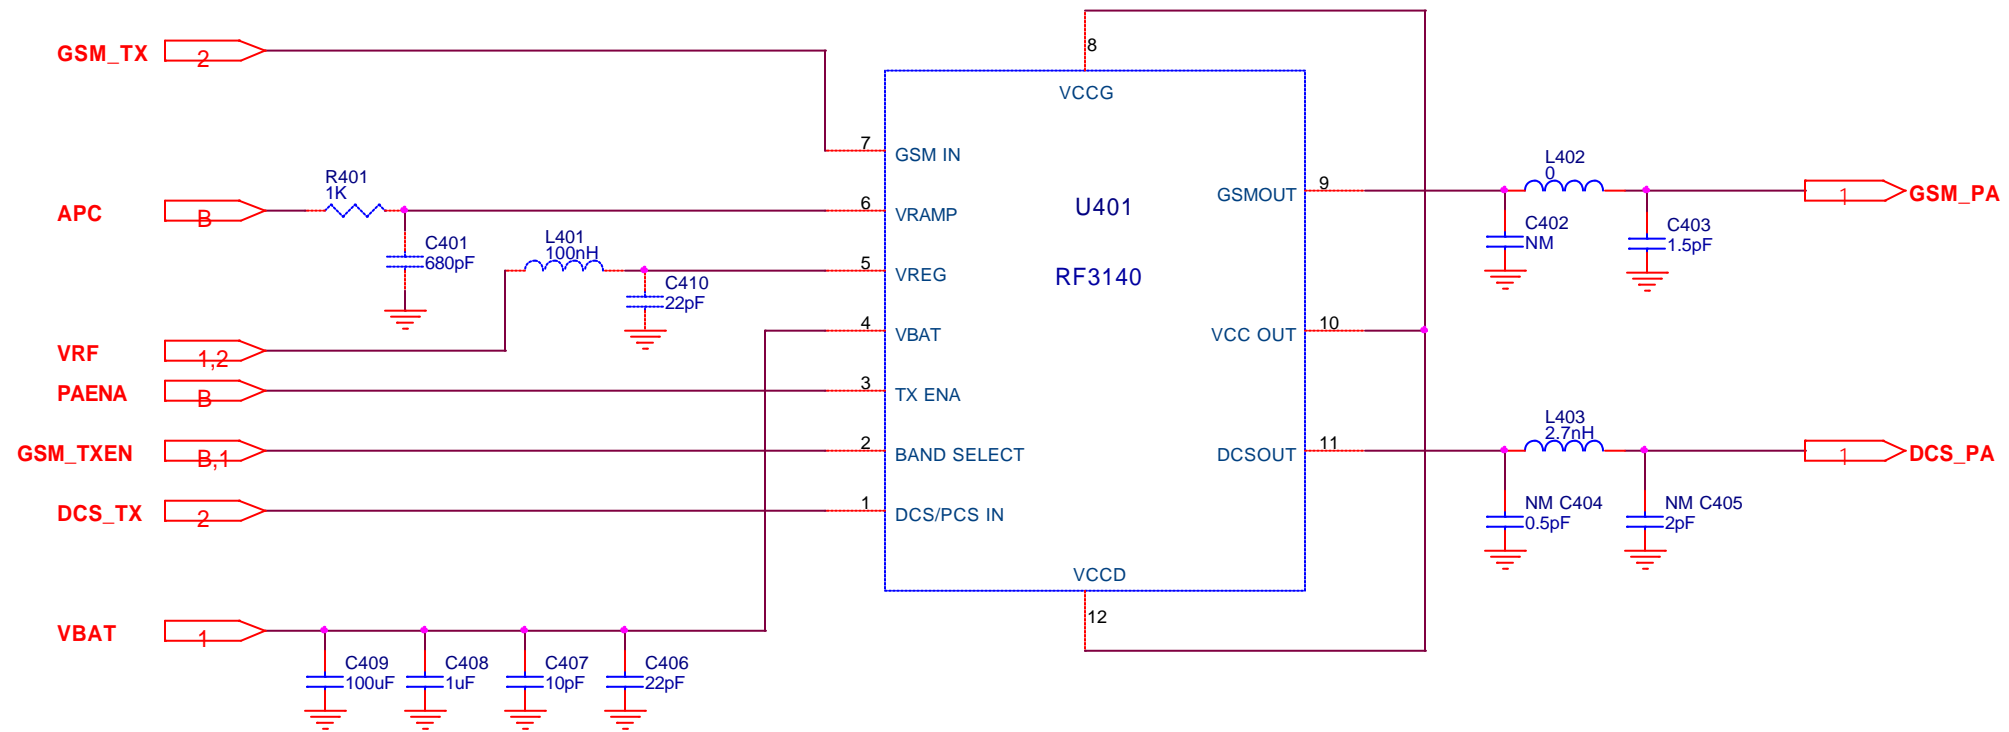 8
GSM_TX 2
VCCG
7 GSM IN
L402
0
R401
1K
9
GSMOUT
1 GSM_PA
U401
APC B
6 VRAMP
C402
NM
C403
1.5pF
C401
680pF
L401
100nH
5 VREG
RF3140
C410
22pF
4 VBAT
VCC OUT 10
VRF 1,2
PAENA B
3 TX ENA
L403
2.7nH
GSM_TXEN B,1
2 BAND SELECT
DCSOUT 11
1 DCS_PA
DCS_TX 2
1 DCS/PCS IN
NM C404
0.5pF
NM C405
2pF
VCCD
12
VBAT 1
C409
100uF
C408
1uF
C407
10pF
C406
22pF